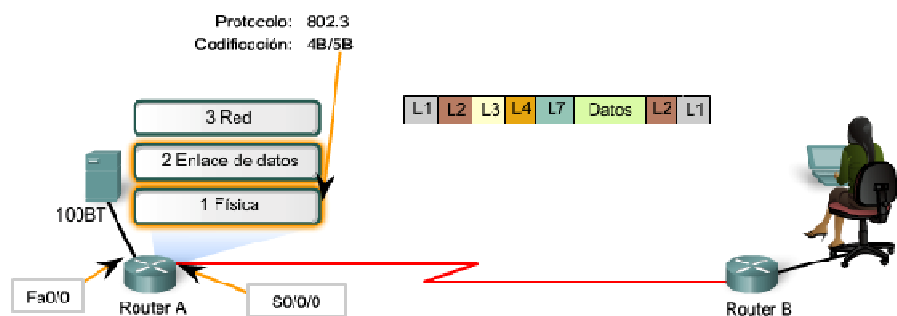 Protocolo: 802.3
Codificcción: 4B/5B
3 Red
2 Enlace de datos
1 Física
L1 L2 L3 L4 L7 Datos L2 L1
100BT
Fa0/0
S0/0/0
Router A
Router B